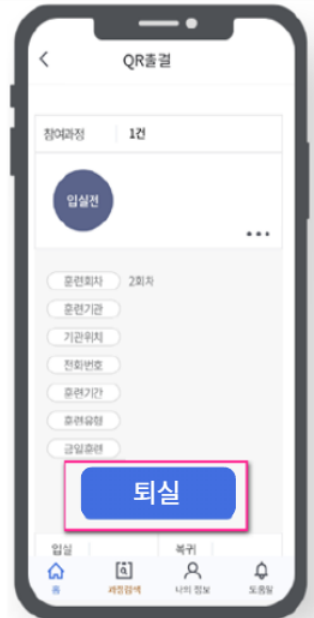 QR출결
참여과정 1건
입실전
훈련회차 2회차
훈련기관
기관위치
전화번호
훈련기간
훈련유형
금일훈련
퇴실
입실 복귀
홈 과정검색 나의 정보 도움말